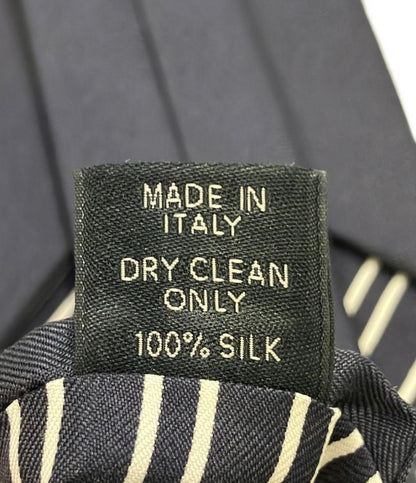 MADE IN
ITALY
DRY CLEAN
ONLY
100% SILK